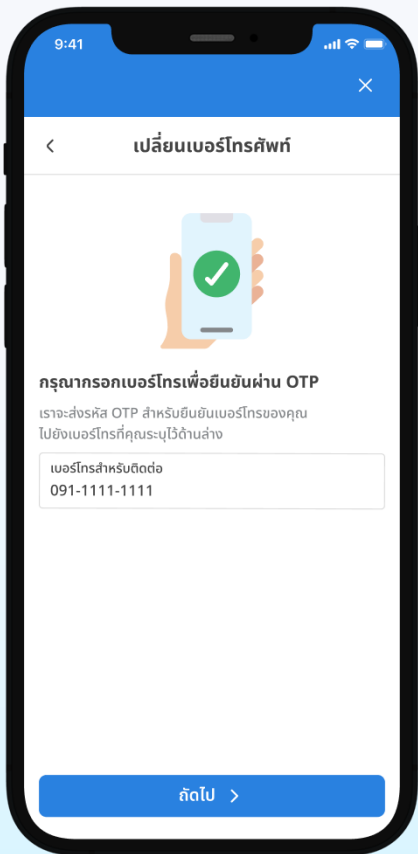 9:41
เปลี่ยนเบอร์โทรศัพท์
กรุณากรอกเบอร์โทรเพื่อยืนยันผ่าน OTP
เราจะส่งรหัส OTP สำหรับยืนยันเบอร์โทรของคุณ
ไปยังเบอร์โทรที่คุณระบุไว้ด้านล่าง
เบอร์โทรสำหรับติดต่อ
091-1111-1111
ถัดไป